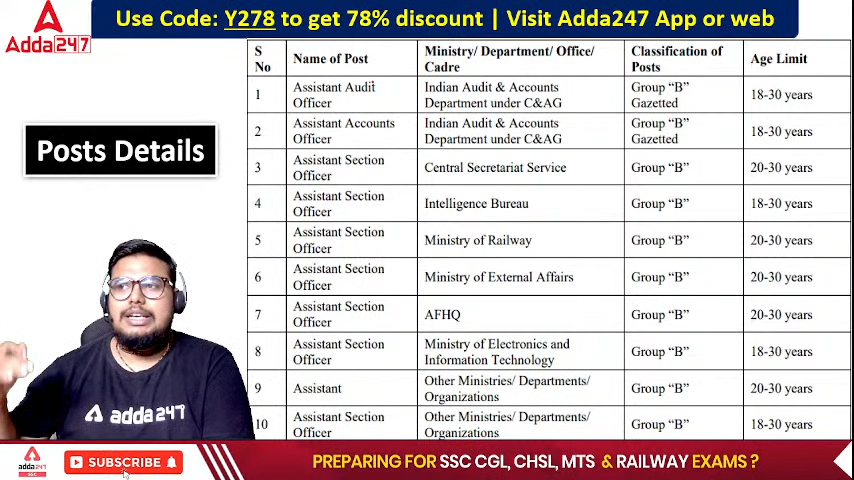 Use Code: Y278 to get 78% discount | Visit Adda247 App or web
Adda247
Posts Details
S No | Name of Post | Ministry/ Department/ Office/ Cadre | Classification of Posts | Age Limit
1 | Assistant Audit Officer | Indian Audit & Accounts Department under C&AG | Group “B” Gazetted | 18-30 years
2 | Assistant Accounts Officer | Indian Audit & Accounts Department under C&AG | Group “B” Gazetted | 18-30 years
3 | Assistant Section Officer | Central Secretariat Service | Group “B” | 20-30 years
4 | Assistant Section Officer | Intelligence Bureau | Group “B” | 18-30 years
5 | Assistant Section Officer | Ministry of Railway | Group “B” | 20-30 years
6 | Assistant Section Officer | Ministry of External Affairs | Group “B” | 20-30 years
7 | Assistant Section Officer | AFHQ | Group “B” | 20-30 years
8 | Assistant Section Officer | Ministry of Electronics and Information Technology | Group “B” | 18-30 years
9 | Assistant | Other Ministries/ Departments/ Organizations | Group “B” | 20-30 years
10 | Assistant Section Officer | Other Ministries/ Departments/ Organizations | Group “B” | 18-30 years
adda247
adda247
SSC
SUBSCRIBE
PREPARING FOR SSC CGL, CHSL, MTS & RAILWAY EXAMS ?